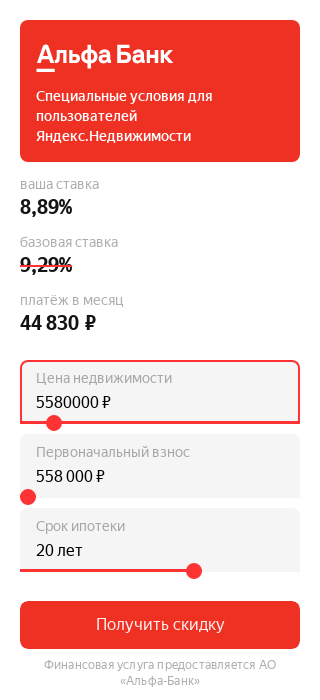 Альфа Банк
Специальные условия для
пользователей
Яндекс.Недвижимости
ваша ставка
8,89%
базовая ставка
9,29%
платёж в месяц
44 830 ₽
Цена недвижимости
5580000 ₽
Первоначальный взнос
558 000 ₽
Срок ипотеки
20 лет
Получить скидку
Финансовая услуга предоставляется АО
«Альфа-Банк»